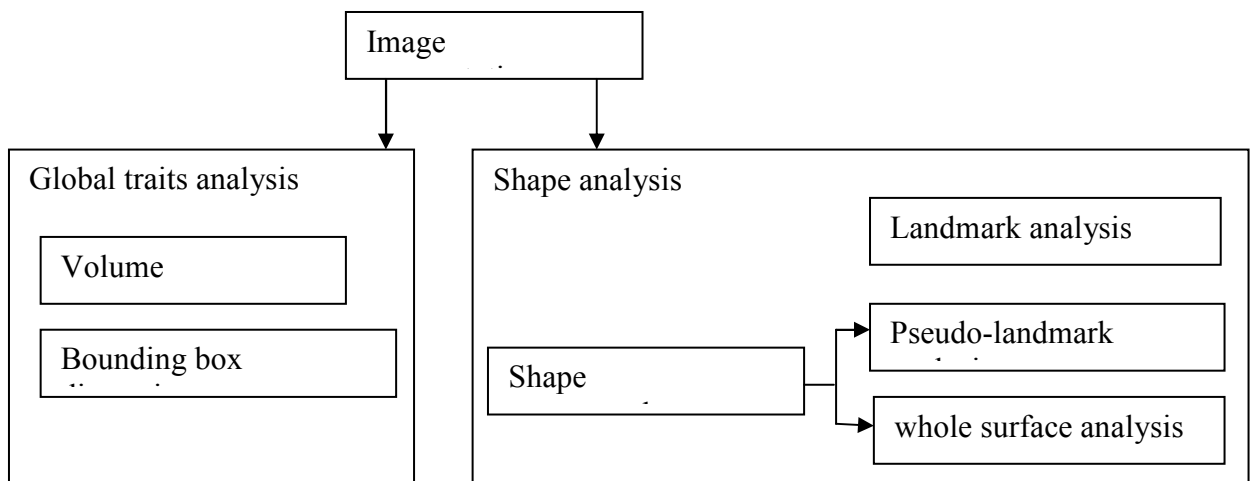 Image
Global traits analysis
Volume
Bounding box
Shape analysis
Landmark analysis
Pseudo-landmark
Shape
whole surface analysis